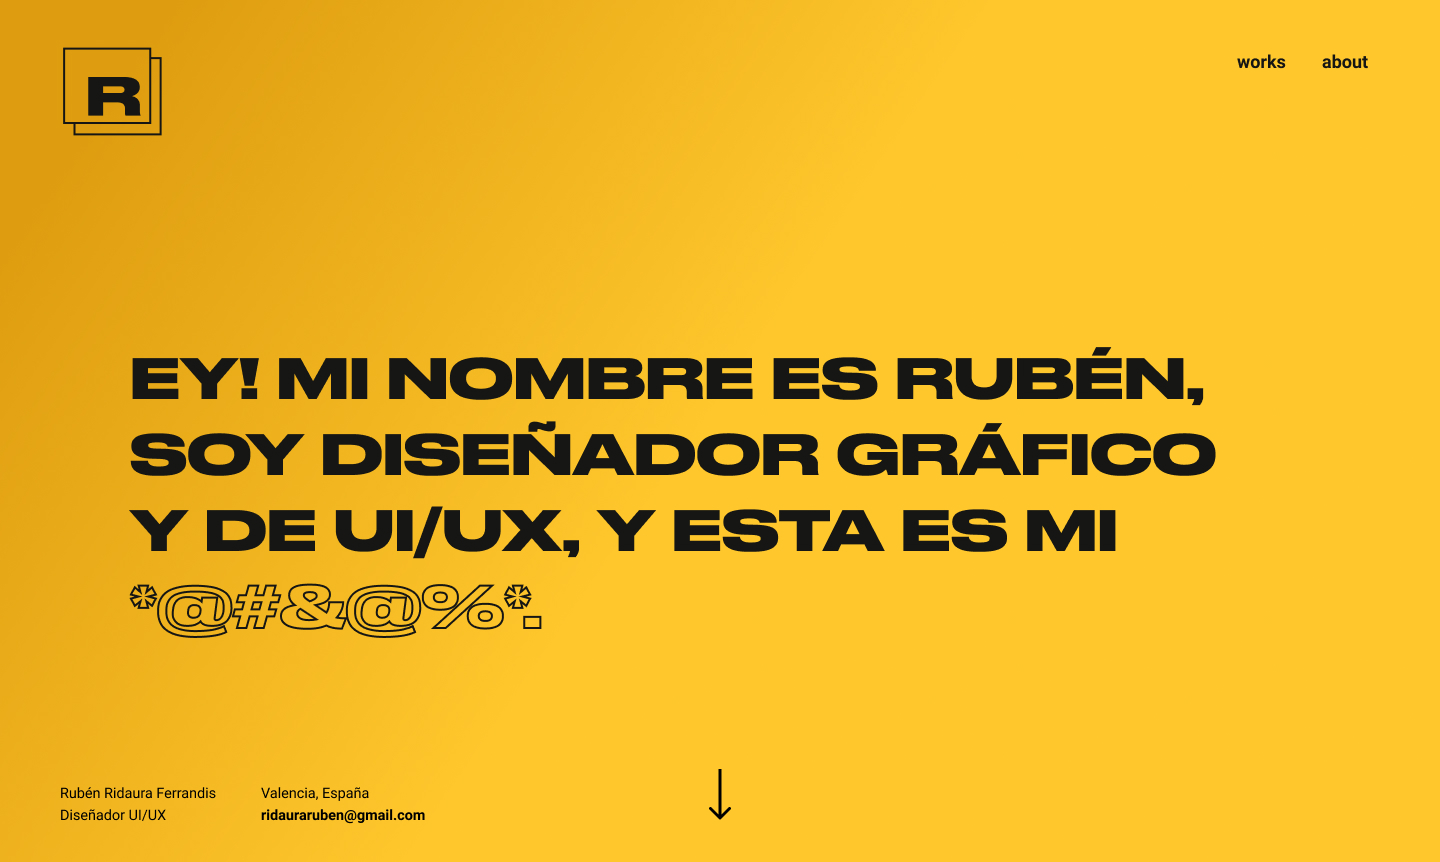 R
works about
EY! MI NOMBRE ES RUBÉN,
SOY DISEÑADOR GRÁFICO
Y DE UI/UX, Y ESTA ES MI
*@#&@%*.
Rubén Ridaura Ferrandis
Diseñador UI/UX
Valencia, España
ridauraruben@gmail.com